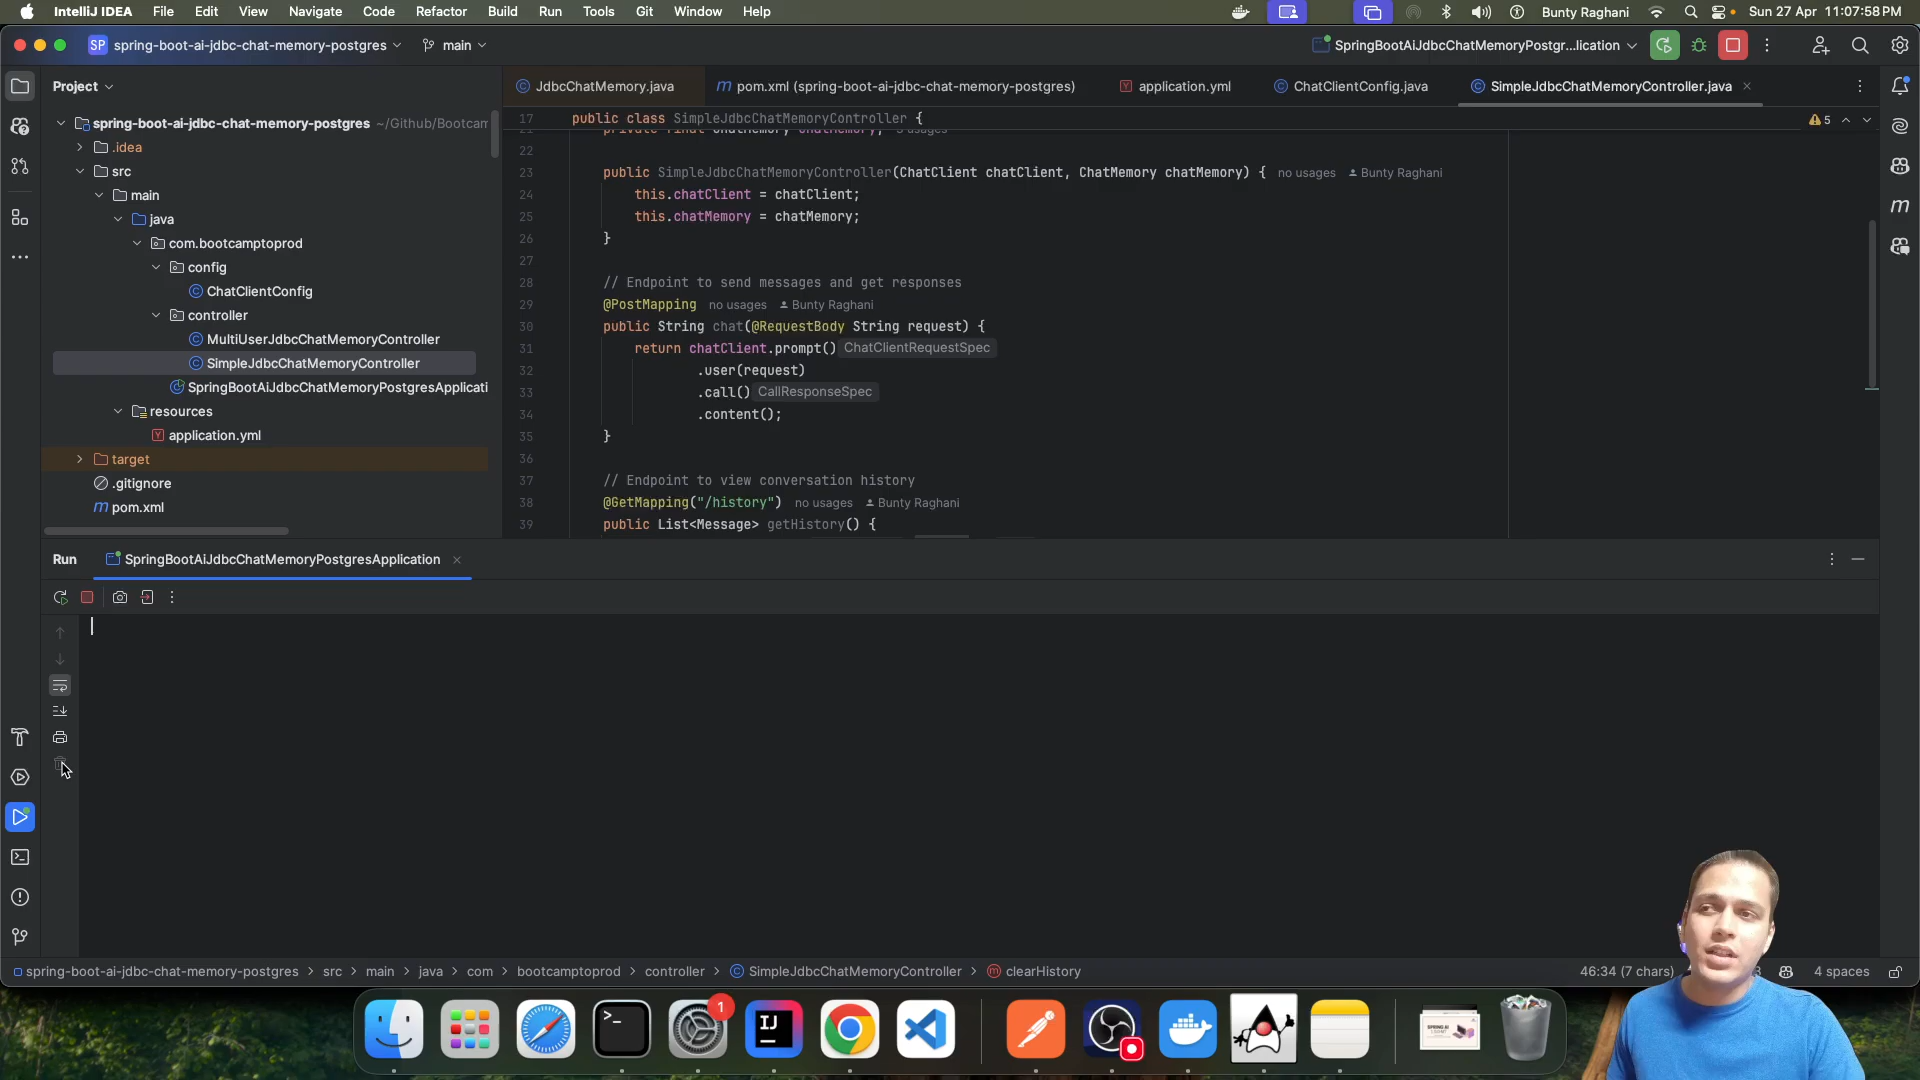 IntelliJ IDEA File Edit View Navigate Code Refactor Build Run Tools Git Window Help Bunty Raghani Sun 27 Apr 11:07:58 PM
SP spring-boot-ai-jdbc-chat-memory-postgres main SpringBootAiJdbcChatMemoryPostgr...lication
Project
JdbcChatMemory.java pom.xml (spring-boot-ai-jdbc-chat-memory-postgres) application.yml ChatClientConfig.java SimpleJdbcChatMemoryController.java
spring-boot-ai-jdbc-chat-memory-postgres ~/Github/Bootcam
.idea
src
main
java
com.bootcamptoprod
config
ChatClientConfig
controller
MultiUserJdbcChatMemoryController
SimpleJdbcChatMemoryController
SpringBootAiJdbcChatMemoryPostgresApplicati
resources
application.yml
target
.gitignore
pom.xml
17 public class SimpleJdbcChatMemoryController { 5
22
23 public SimpleJdbcChatMemoryController(ChatClient chatClient, ChatMemory chatMemory) { no usages Bunty Raghani
24 this.chatClient = chatClient;
25 this.chatMemory = chatMemory;
26 }
27
28 // Endpoint to send messages and get responses
29 @PostMapping no usages Bunty Raghani
30 public String chat(@RequestBody String request) {
31 return chatClient.prompt() ChatClientRequestSpec
32 .user(request)
33 .call() CallResponseSpec
34 .content();
35 }
36
37 // Endpoint to view conversation history
38 @GetMapping("/history") no usages Bunty Raghani
39 public List<Message> getHistory() {
Run SpringBootAiJdbcChatMemoryPostgresApplication
spring-boot-ai-jdbc-chat-memory-postgres > src > main > java > com > bootcamptoprod > controller > SimpleJdbcChatMemoryController > clearHistory 46:34 (7 chars) 4 spaces
1
IJ
SPRING AI